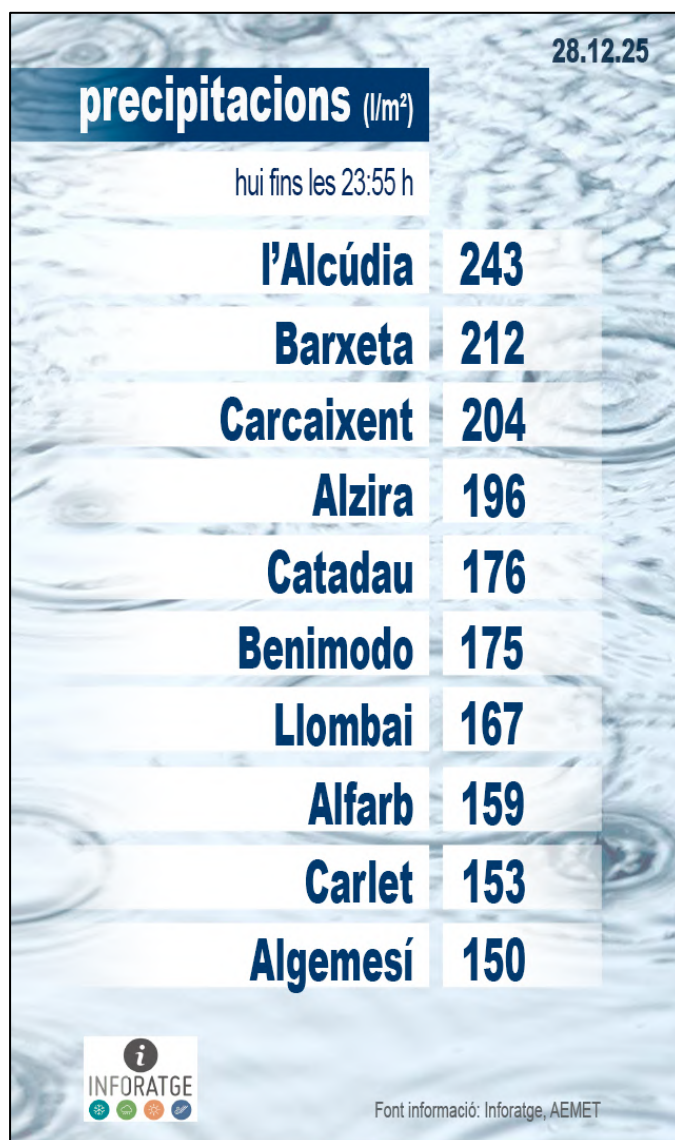 28.12.25
precipitacions (l/m²)
hui fins les 23:55 h
l'Alcúdia 243
Barxeta 212
Carcaixent 204
Alzira 196
Catadau 176
Benimodo 175
Llombai 167
Alfarb 159
Carlet 153
Algemesí 150
i
INFORATGE
Font informació: Inforatge, AEMET